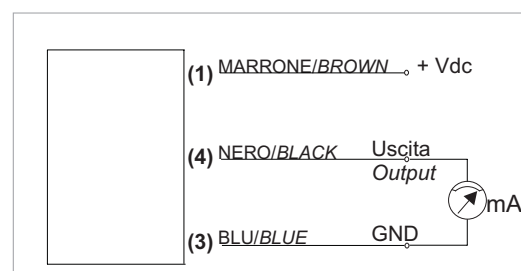 (1) MARRONE/BROWN + Vdc
(4) NERO/BLACK Uscita
Output
mA
(3) BLU/BLUE GND